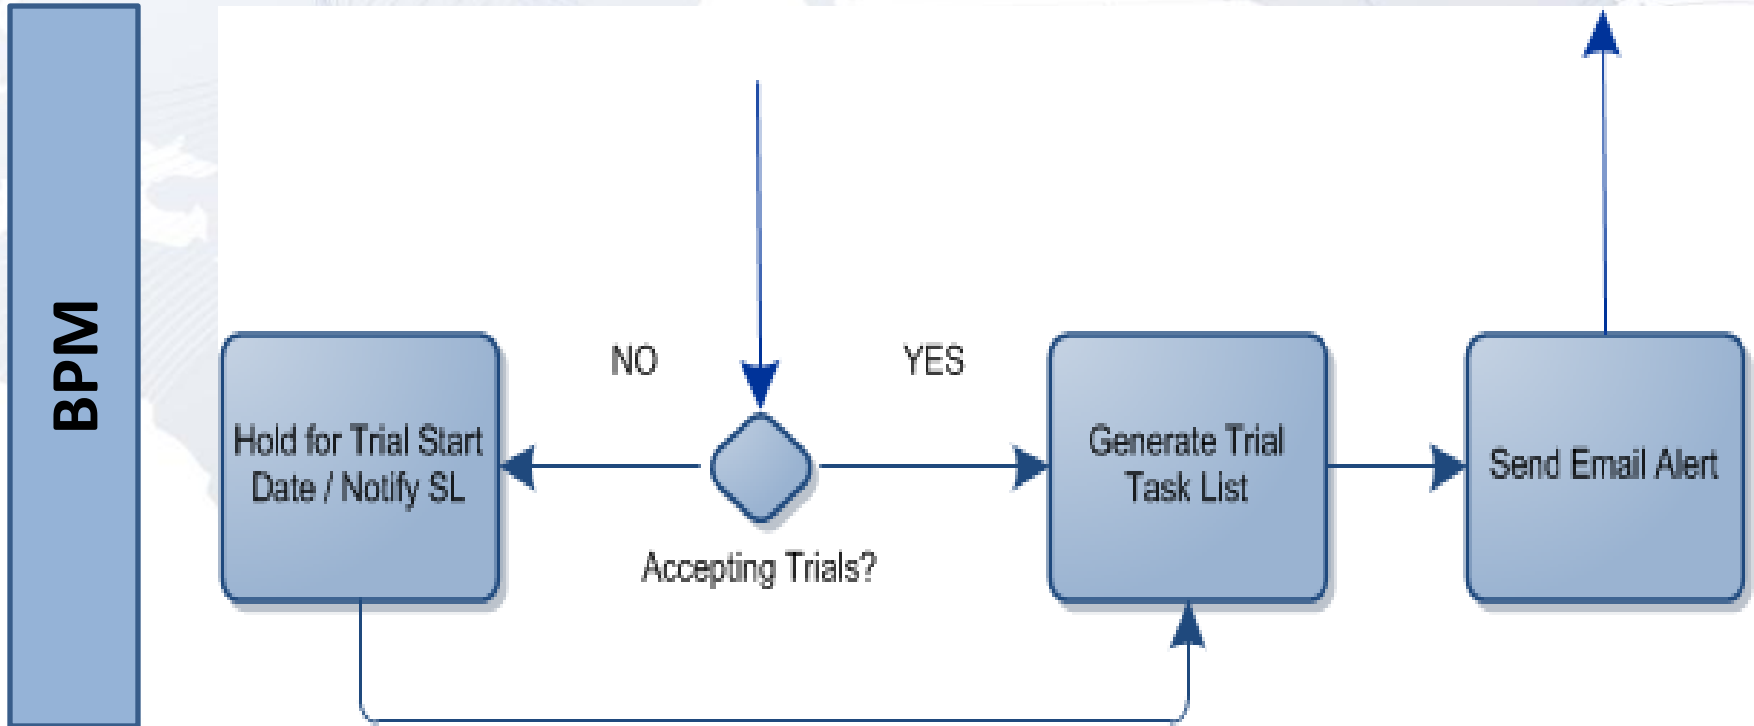 BPM
NO
YES
Hold for Trial Start
Date / Notify SL
Generate Trial
Task List
Send Email Alert
Accepting Trials?